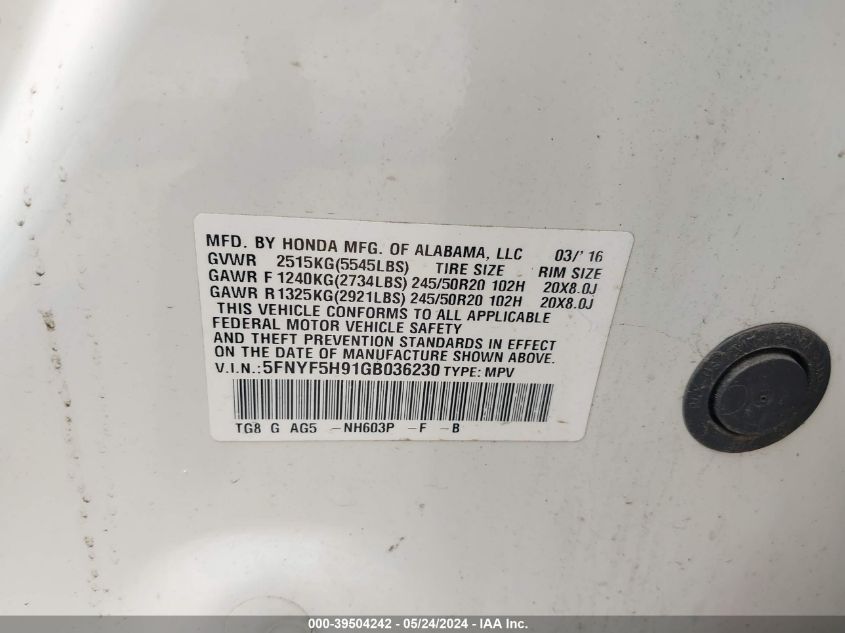 MFD. BY HONDA MFG. OF ALABAMA, LLC 03/' 16
GVWR 2515KG(5545LBS) TIRE SIZE RIM SIZE
GAWR F 1240KG(2734LBS) 245/50R20 102H 20X8.0J
GAWR R 1325KG(2921LBS) 245/50R20 102H 20X8.0J
THIS VEHICLE CONFORMS TO ALL APPLICABLE
FEDERAL MOTOR VEHICLE SAFETY
AND THEFT PREVENTION STANDARDS IN EFFECT
ON THE DATE OF MANUFACTURE SHOWN ABOVE.
V.I.N.:5FNYF5H91GB036230 TYPE: MPV
TG8 G AG5 -NH603P -F -B
000-39504242 - 05/24/2024 - IAA Inc.